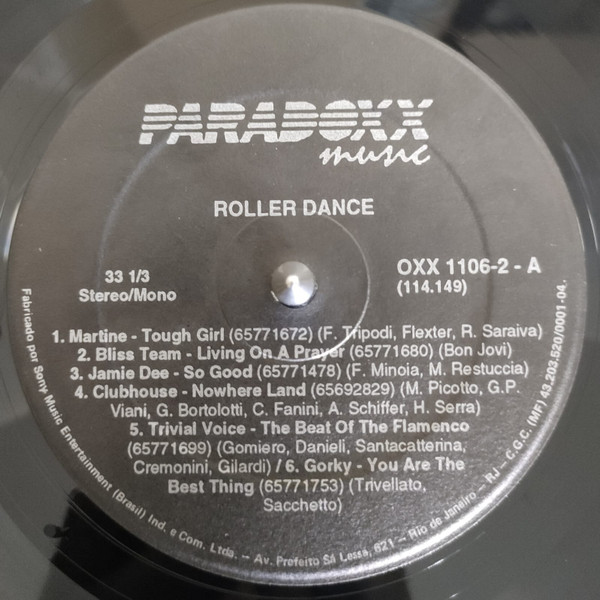 PARADOXX
music
ROLLER DANCE
33 1/3
Stereo/Mono
OXX 1106-2 - A
(114.149)
1. Martine - Tough Girl (65771672) (F. Tripodi, Flexter, R. Saraiva)
2. Bliss Team - Living On A Prayer (65771680) (Bon Jovi)
3. Jamie Dee - So Good (65771478) (F. Minoia, M. Restuccia)
4. Clubhouse - Nowhere Land (65692829) (M. Picotto, G.P.
Viani, G. Bortolotti, C. Fanini, A. Schiffer, H. Serra)
5. Trivial Voice - The Beat Of The Flamenco
(65771699) (Gomiero, Danieli, Santacatterina,
Cremonini, Gilardi) / 6. Gorky - You Are The
Best Thing (65771753) (Trivellato,
Sacchetto)
Fabricado por Sony Music Entertainment (Brasil) Ind. e Com. Ltda. – Av. Prefeito Sá Lessa, 621 – Rio de Janeiro – RJ – C.G.C. (MF) 43.203.520/0001-04.